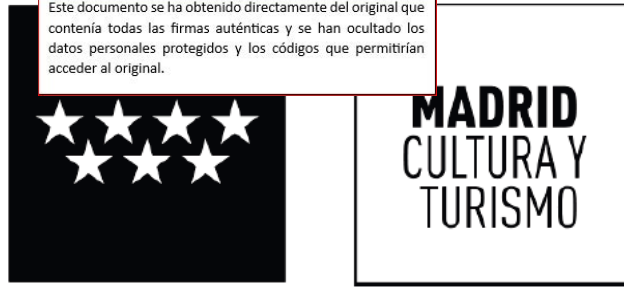 Este documento se ha obtenido directamente del original que
contenía todas las firmas auténticas y se han ocultado los
datos personales protegidos y los códigos que permitirían
acceder al original.
MADRID
CULTURA Y
TURISMO